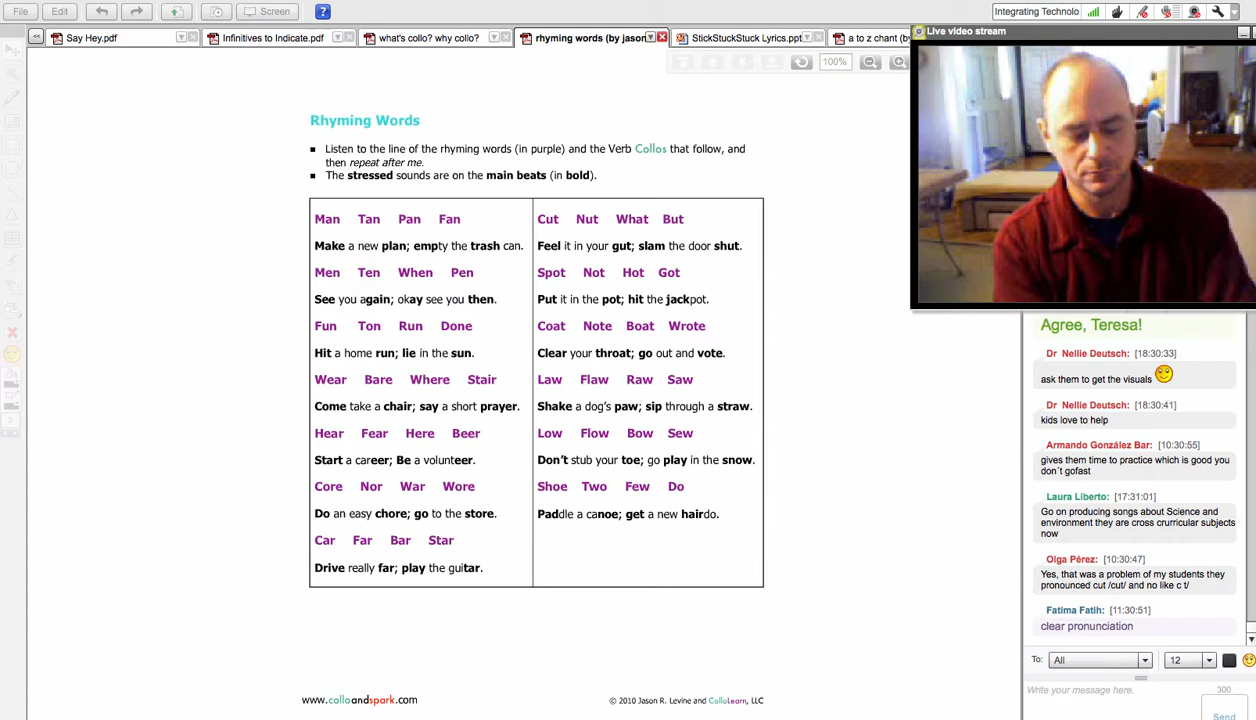 File Edit Screen ?
Integrating Technolo
<<
Say Hey.pdf
Infinitives to Indicate.pdf
what's collo? why collo?
rhyming words (by jason
StickStuckStuck Lyrics.ppt
a to z chant (by
Live video stream
100%
Rhyming Words
Listen to the line of the rhyming words (in purple) and the Verb Collos that follow, and
then repeat after me.
The stressed sounds are on the main beats (in bold).
Man Tan Pan Fan
Make a new plan; empty the trash can.
Men Ten When Pen
See you again; okay see you then.
Fun Ton Run Done
Hit a home run; lie in the sun.
Wear Bare Where Stair
Come take a chair; say a short prayer.
Hear Fear Here Beer
Start a career; Be a volunteer.
Core Nor War Wore
Do an easy chore; go to the store.
Car Far Bar Star
Drive really far; play the guitar.
Cut Nut What But
Feel it in your gut; slam the door shut.
Spot Not Hot Got
Put it in the pot; hit the jackpot.
Coat Note Boat Wrote
Clear your throat; go out and vote.
Law Flaw Raw Saw
Shake a dog's paw; sip through a straw.
Low Flow Bow Sew
Don't stub your toe; go play in the snow.
Shoe Two Few Do
Paddle a canoe; get a new hairdo.
www.colloandspark.com
© 2010 Jason R. Levine and ColloLearn, LLC
Agree, Teresa!
Dr Nellie Deutsch: [18:30:33]
ask them to get the visuals
Dr Nellie Deutsch: [18:30:41]
kids love to help
Armando González Bar: [10:30:55]
gives them time to practice which is good you
don´t gofast
Laura Liberto: [17:31:01]
Go on producing songs about Science and
environment they are cross crurricular subjects
now
Olga Pérez: [10:30:47]
Yes, that was a problem of my students they
pronounced cut /cut/ and no like c t/
Fatima Fatih: [11:30:51]
clear pronunciation
To: All 12
300
Write your message here.
Send